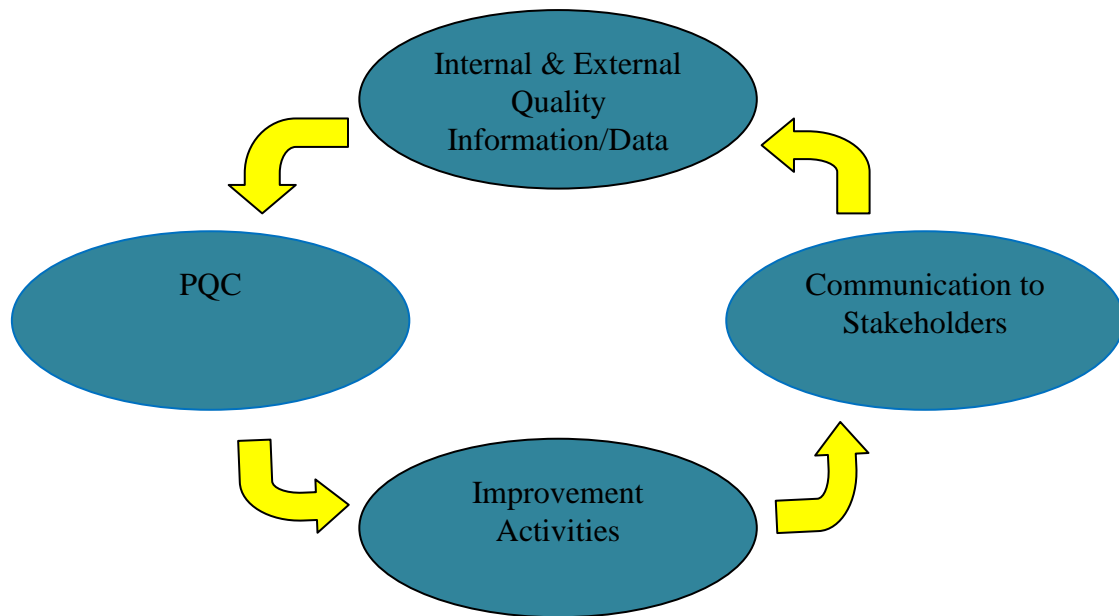 Internal & External
Quality
Information/Data
PQC
Communication to
Stakeholders
Improvement
Activities